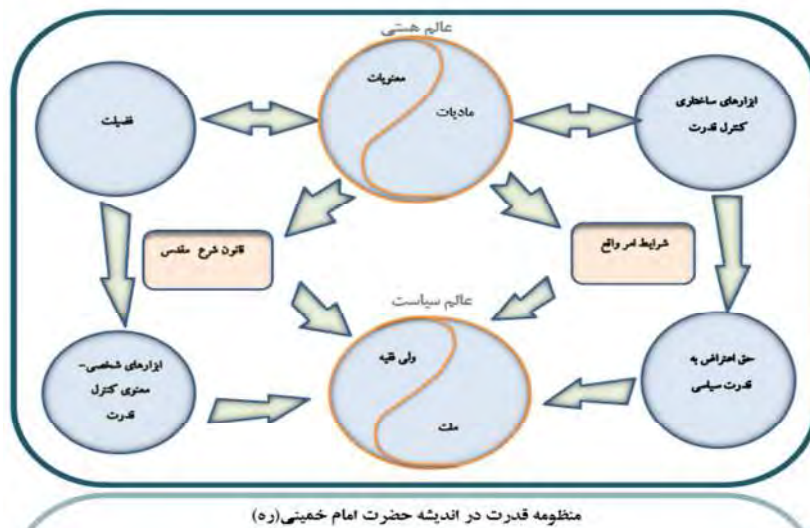 عالم هستی
معنویات
مادیات
ابزارهای ساختاری
کنترل قدرت
فضیلت
شرایط امر واقع
قانون شرع مقدس
عالم سیاست
ولی فقیه
ملت
حق اعتراض به
قدرت سیاسی
ابزارهای شخصی-
معنوی کنترل
قدرت
منظومه قدرت در اندیشه حضرت امام خمینی(ره)